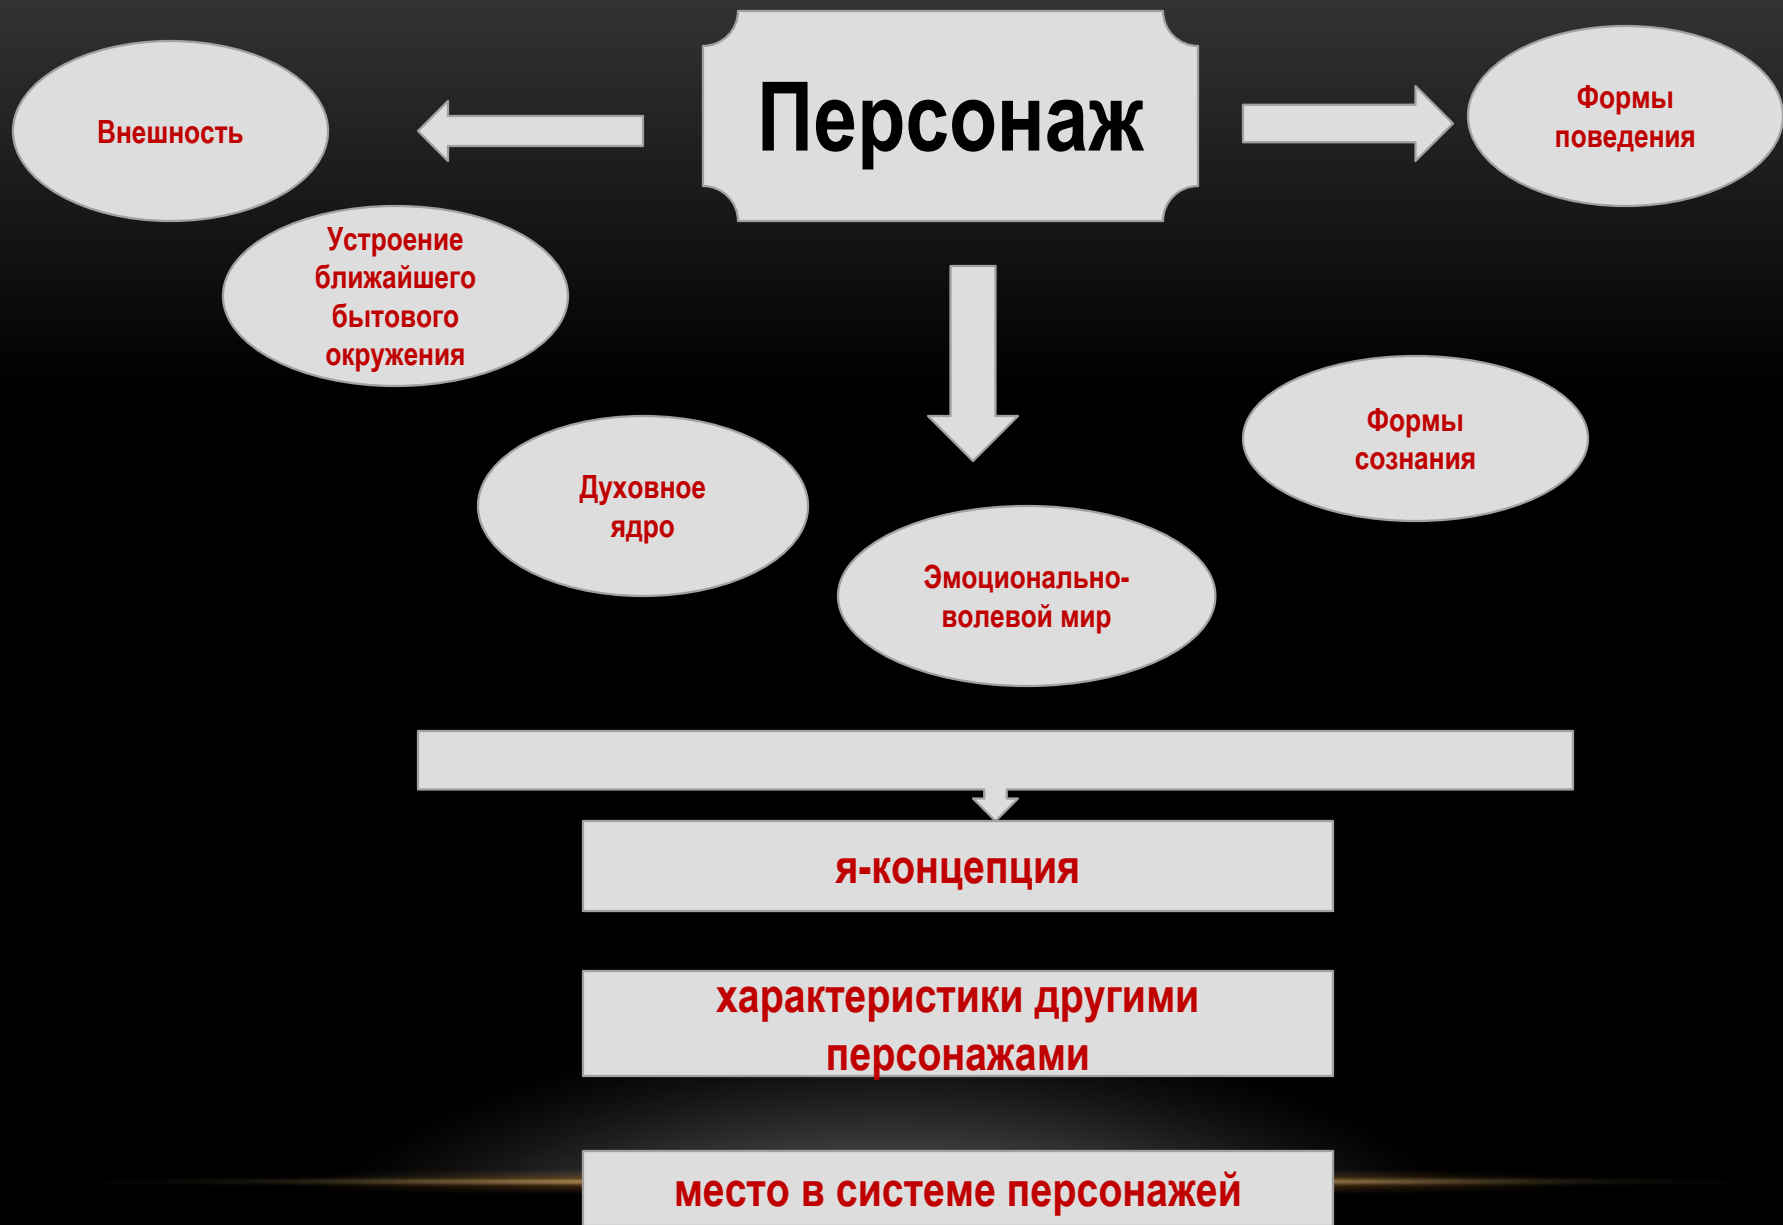 Персонаж
Внешность
Формы
поведения
Устроение
ближайшего
бытового
окружения
Формы
сознания
Духовное
ядро
Эмоционально-
волевой мир
я-концепция
характеристики другими
персонажами
место в системе персонажей